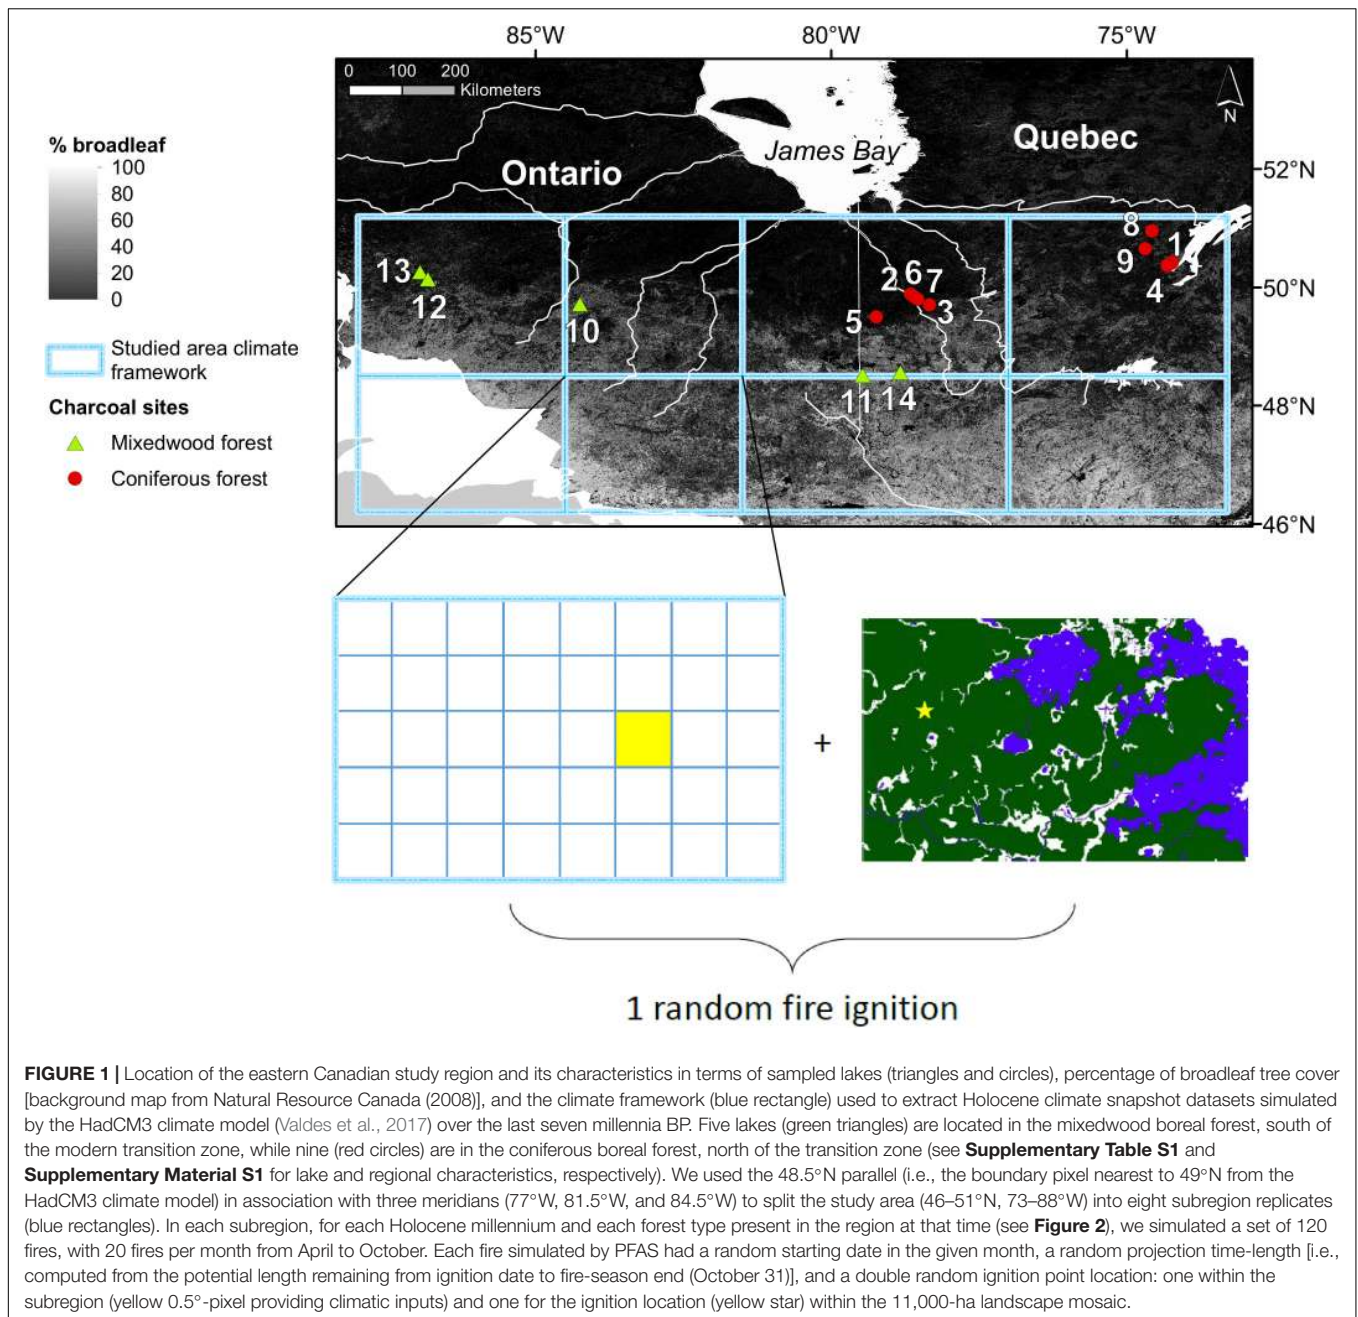 85°W 80°W 75°W
0 100 200
Kilometers
N
Quebec
James Bay
Ontario
52°N
50°N
48°N
46°N
% broadleaf
100
80
60
40
20
0
Studied area climate
framework
Charcoal sites
Mixedwood forest
Coniferous forest
13
12
10
2 6 7
5 3
11 14
8
9 1
4
+
1 random fire ignition
FIGURE 1 | Location of the eastern Canadian study region and its characteristics in terms of sampled lakes (triangles and circles), percentage of broadleaf tree cover
[background map from Natural Resource Canada (2008)], and the climate framework (blue rectangle) used to extract Holocene climate snapshot datasets simulated
by the HadCM3 climate model (Valdes et al., 2017) over the last seven millennia BP. Five lakes (green triangles) are located in the mixedwood boreal forest, south of
the modern transition zone, while nine (red circles) are in the coniferous boreal forest, north of the transition zone (see Supplementary Table S1 and
Supplementary Material S1 for lake and regional characteristics, respectively). We used the 48.5°N parallel (i.e., the boundary pixel nearest to 49°N from the
HadCM3 climate model) in association with three meridians (77°W, 81.5°W, and 84.5°W) to split the study area (46–51°N, 73–88°W) into eight subregion replicates
(blue rectangles). In each subregion, for each Holocene millennium and each forest type present in the region at that time (see Figure 2), we simulated a set of 120
fires, with 20 fires per month from April to October. Each fire simulated by PFAS had a random starting date in the given month, a random projection time-length [i.e.,
computed from the potential length remaining from ignition date to fire-season end (October 31)], and a double random ignition point location: one within the
subregion (yellow 0.5°-pixel providing climatic inputs) and one for the ignition location (yellow star) within the 11,000-ha landscape mosaic.